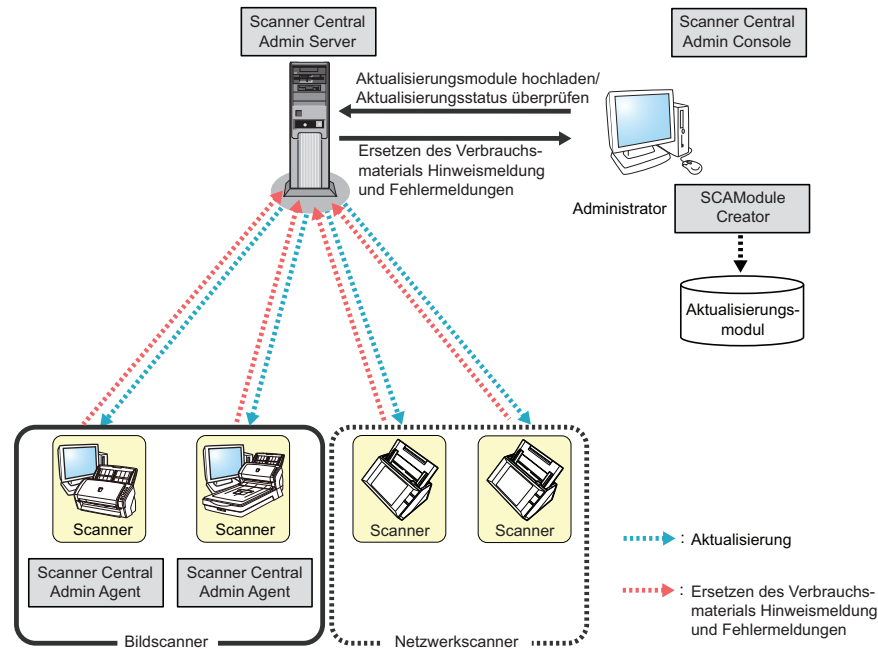 Scanner Central
Admin Server
Scanner Central
Admin Console
Aktualisierungsmodule hochladen/
Aktualisierungsstatus überprüfen
Ersetzen des Verbrauchs-
materials Hinweismeldung
und Fehlermeldungen
Administrator
SCAModule
Creator
Aktualisierungs-
modul
Scanner
Scanner
Scanner
Scanner
Scanner Central
Admin Agent
Scanner Central
Admin Agent
Bildscanner
Netzwerkscanner
: Aktualisierung
: Ersetzen des Verbrauchs-
materials Hinweismeldung
und Fehlermeldungen